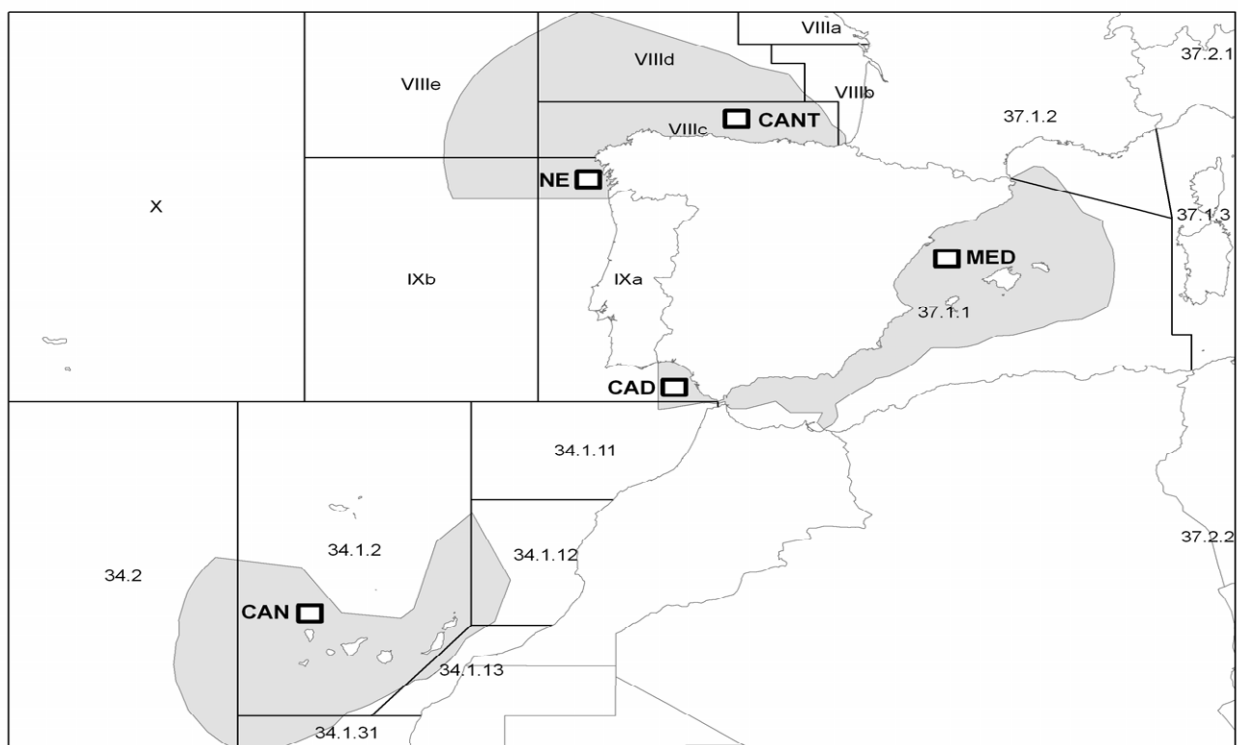 VIIIa
37.2.1
VIIId
VIIIe
VIIIb
37.1.2
VIIIc
CANT
NE
X
37.1.3
MED
IXb
IXa
37.1.1
CAD
34.1.11
34.1.2
34.1.12
37.2.2
34.2
CAN
34.1.13
34.1.31